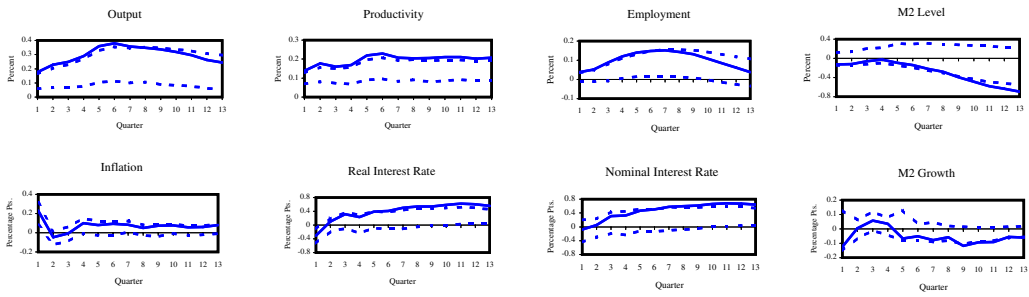 Output
Percent
0.4
0.3
0.2
0.1
0
1 2 3 4 5 6 7 8 9 10 11 12 13
Quarter
Productivity
Percent
0.3
0.2
0.1
0
1 2 3 4 5 6 7 8 9 10 11 12 13
Quarter
Employment
Percent
0.2
0.1
0
-0.1
1 2 3 4 5 6 7 8 9 10 11 12 13
Quarter
M2 Level
Percent
0.4
0
-0.4
-0.8
1 2 3 4 5 6 7 8 9 10 11 12 13
Quarter
Inflation
Percentage Pts.
0.4
0.2
0
-0.2
1 2 3 4 5 6 7 8 9 10 11 12 13
Quarter
Real Interest Rate
Percentage Pts.
0.8
0.4
0
-0.4
-0.8
1 2 3 4 5 6 7 8 9 10 11 12 13
Quarter
Nominal Interest Rate
Percentage Pts.
0.8
0.4
0
-0.4
-0.8
1 2 3 4 5 6 7 8 9 10 11 12 13
Quarter
M2 Growth
Percentage Pts.
0.2
0.1
0
-0.1
-0.2
1 2 3 4 5 6 7 8 9 10 11 12 13
Quarter